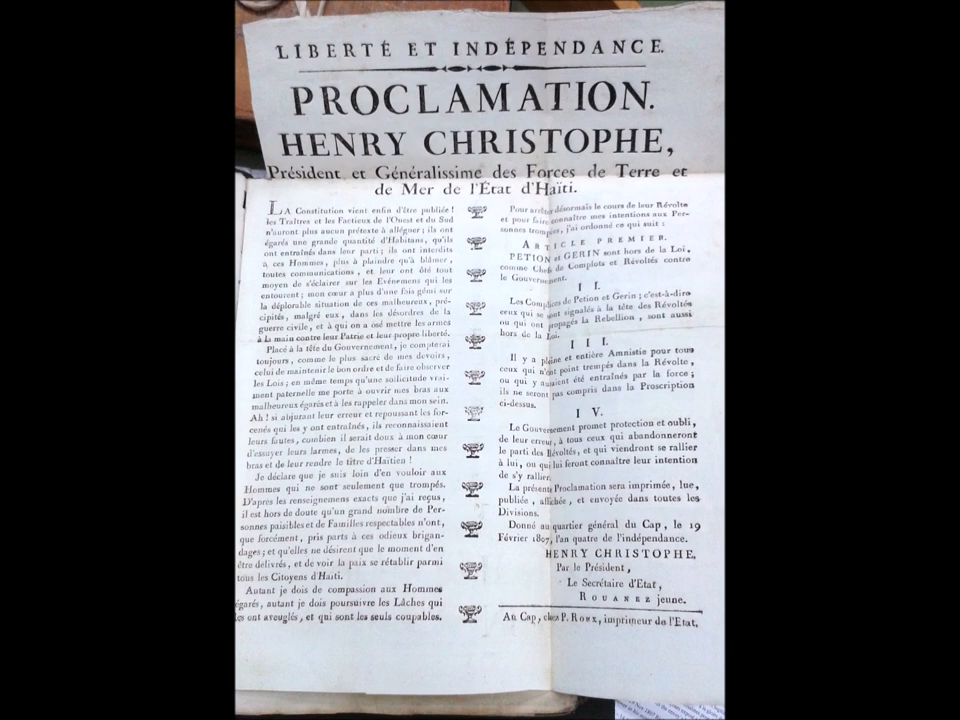 LIBERTÉ ET INDÉPENDANCE.
PROCLAMATION.
HENRY CHRISTOPHE,
Président et Généralissime des Forces de Terre et
de Mer de l'État d'Haïti.
LA Constitution vient enfin d'être publiée !
les Traîtres et les Factieux de l'Ouest et du Sud
n'auront plus aucun prétexte à alléguer ; ils ont
égarés une grande quantité d'Habitans, qu'ils
ont entraînés dans leur parti ; ils ont interdits
à ces Hommes, plus à plaindre qu'à blâmer,
toutes communications, et leur ont ôté tout
moyen de s'éclairer sur les Evénemens qui les
entourent ; mon cœur a plus d'une fois gémi sur
la déplorable situation de ces malheureux, pré-
cipités, malgré eux, dans les désordres de la
guerre civile, et à qui on a osé mettre les armes
à la main contre leur Patrie et leur propre liberté.
Placé à la tête du Gouvernement, je compterai
toujours, comme le plus sacré de mes devoirs,
celui de maintenir le bon ordre et de faire observer
les Lois ; en même temps qu'une sollicitude vrai-
ment paternelle me porte à ouvrir mes bras aux
malheureux égarés et à les rappeler dans mon sein.
Ah ! si abjurant leur erreur et repoussant les for-
cenés qui les y ont entraînés, ils reconnaissaient
leurs fautes, combien il serait doux à mon cœur
d'essuyer leurs larmes, de les presser dans mes
bras et de leur rendre le titre d'Haïtien !
Je déclare que je suis loin d'en vouloir aux
Hommes qui ne sont seulement que trompés.
D'après les renseignemens exacts que j'ai reçus,
il est hors de doute qu'un grand nombre de Per-
sonnes paisibles et de Familles respectables n'ont,
que forcément, pris parts à ces odieux brigan-
dages ; et qu'elles ne désirent que le moment d'en
être delivrés, et de voir la paix se rétablir parmi
tous les Citoyens d'Haïti.
Autant je dois de compassion aux Hommes
égarés, autant je dois poursuivre les Lâches qui
les ont aveuglés, et qui sont les seuls coupables.
Pour arrêter désormais le cours de leur Révolte
et pour faire connaître mes intentions aux Per-
sonnes trompées, j'ai ordonné ce qui suit :
ARTICLE PREMIER.
PETION et GERIN sont hors de la Loi,
comme Chefs de Complots et Révoltés contre
le Gouvernement.
II.
Les Complices de Petion et Gerin ; c'est-à-dire
ceux qui se sont signalés à la tête des Révoltés
ou qui ont propagés la Rebellion, sont aussi
hors de la Loi.
III.
Il y a pleine et entière Amnistie pour tous
ceux qui n'ont point trempés dans la Révolte,
ou qui y auraient été entraînés par la force ;
ils ne seront pas compris dans la Proscription
ci-dessus.
IV.
Le Gouvernement promet protection et oubli,
de leur erreur, à tous ceux qui abandonneront
le parti des Révoltés, et qui viendront se rallier
à lui, ou qui lui feront connaître leur intention
de s'y rallier.
La présente Proclamation sera imprimée, lue,
publiée, affichée, et envoyée dans toutes les
Divisions.
Donné au quartier général du Cap, le 19
Février 1807, l'an quatre de l'indépendance.
HENRY CHRISTOPHE.
Par le Président,
Le Secrétaire d'Etat,
ROUANEZ jeune.
Au Cap, chez P. Roux, imprimeur de l'Etat.